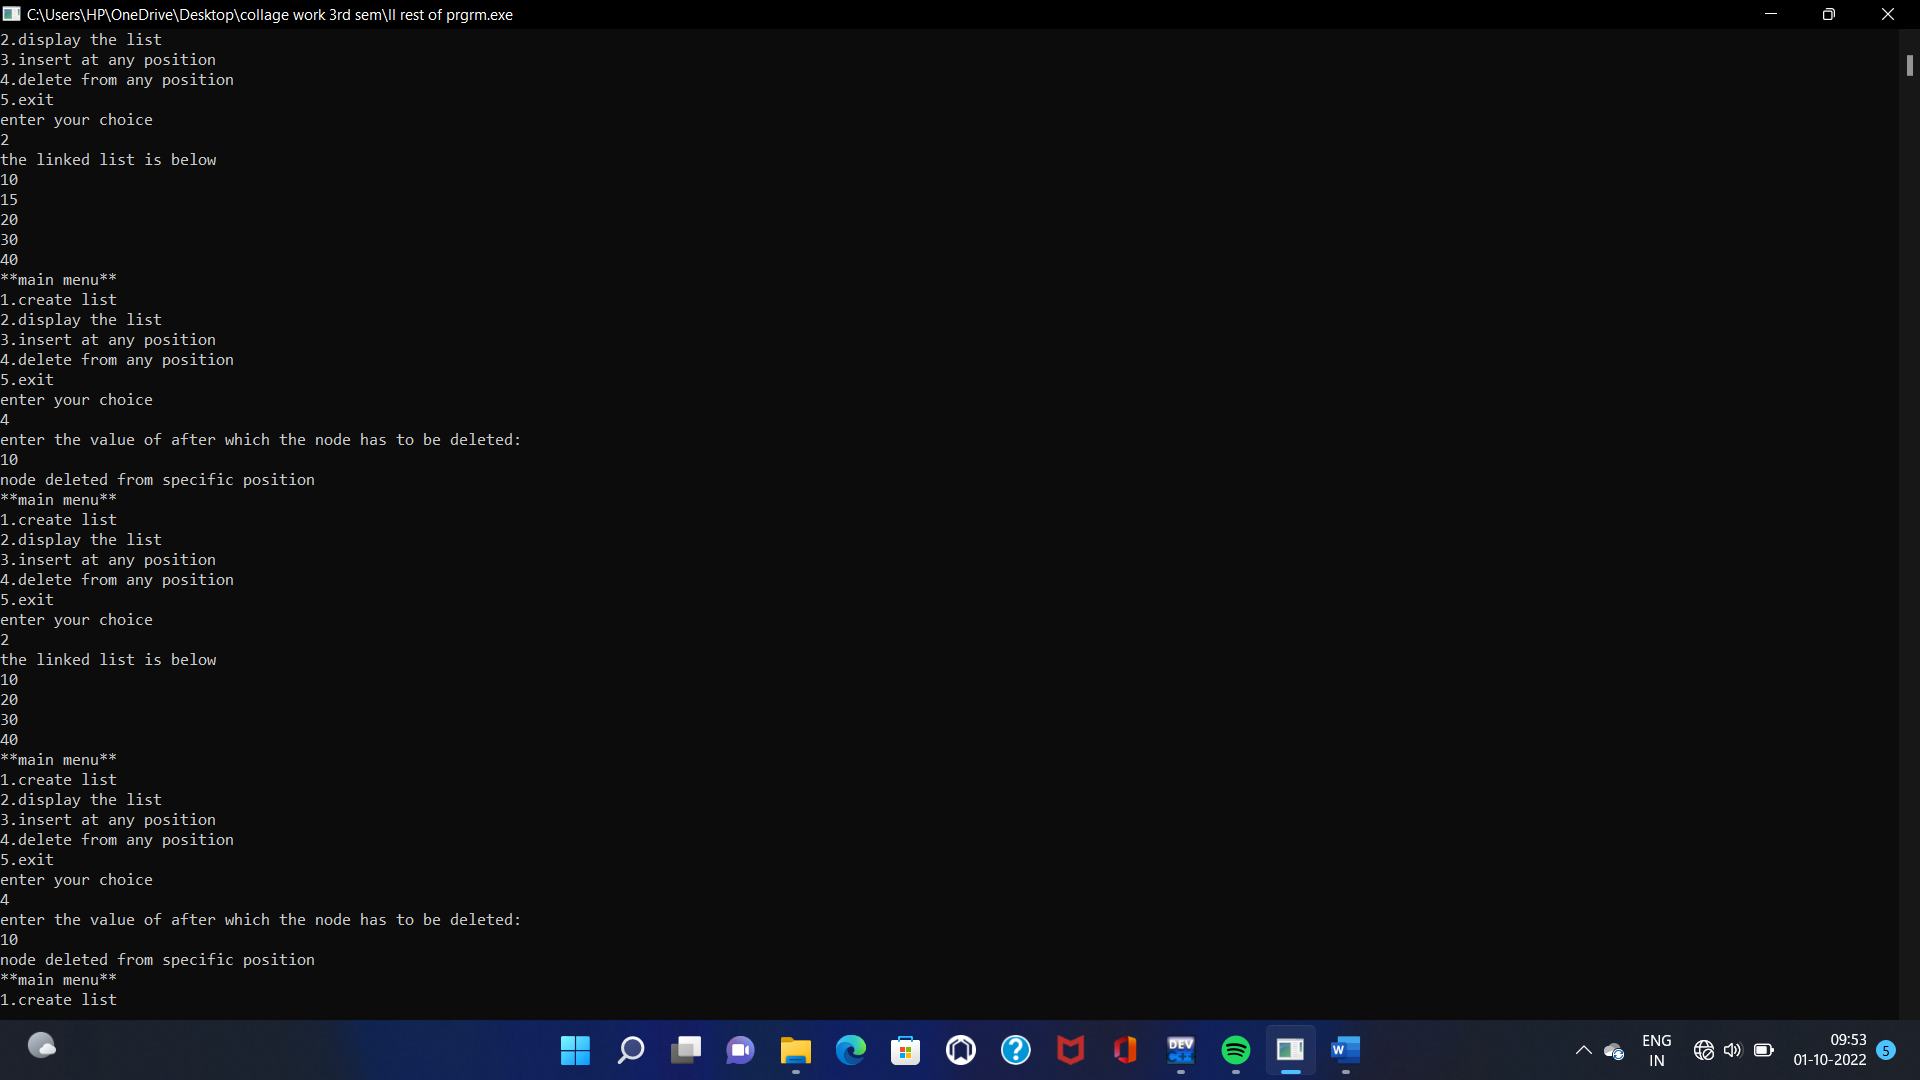 C:\Users\HP\OneDrive\Desktop\collage work 3rd sem\ll rest of prgrm.exe
2.display the list
3.insert at any position
4.delete from any position
5.exit
enter your choice
2
the linked list is below
10
15
20
30
40
**main menu**
1.create list
2.display the list
3.insert at any position
4.delete from any position
5.exit
enter your choice
4
enter the value of after which the node has to be deleted:
10
node deleted from specific position
**main menu**
1.create list
2.display the list
3.insert at any position
4.delete from any position
5.exit
enter your choice
2
the linked list is below
10
20
30
40
**main menu**
1.create list
2.display the list
3.insert at any position
4.delete from any position
5.exit
enter your choice
4
enter the value of after which the node has to be deleted:
10
node deleted from specific position
**main menu**
1.create list
DEV
C++
W
ENG
IN
09:53
01-10-2022
5